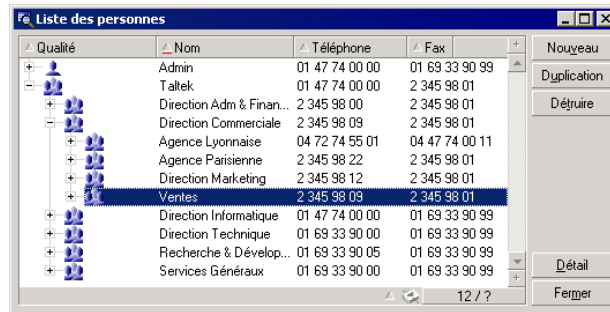 Liste des personnes
Qualité Nom Téléphone Fax
Admin 01 47 74 00 00 01 69 33 90 99
Taltek 01 47 74 00 00 2 345 98 01
Direction Adm & Finan... 2 345 98 00 2 345 98 01
Direction Commerciale 2 345 98 09 2 345 98 01
Agence Lyonnaise 04 72 74 55 01 04 47 74 00 11
Agence Parisienne 2 345 98 22 2 345 98 01
Direction Marketing 2 345 98 12 2 345 98 01
Ventes 2 345 98 09 2 345 98 01
Direction Informatique 01 47 74 00 00 01 69 33 90 99
Direction Technique 01 69 33 90 00 01 69 33 90 99
Recherche & Dévelop... 01 69 33 90 05 01 69 33 90 99
Services Généraux 01 69 33 90 00 01 69 33 90 99
12 / ?
Nouveau
Duplication
Détruire
Détail
Fermer